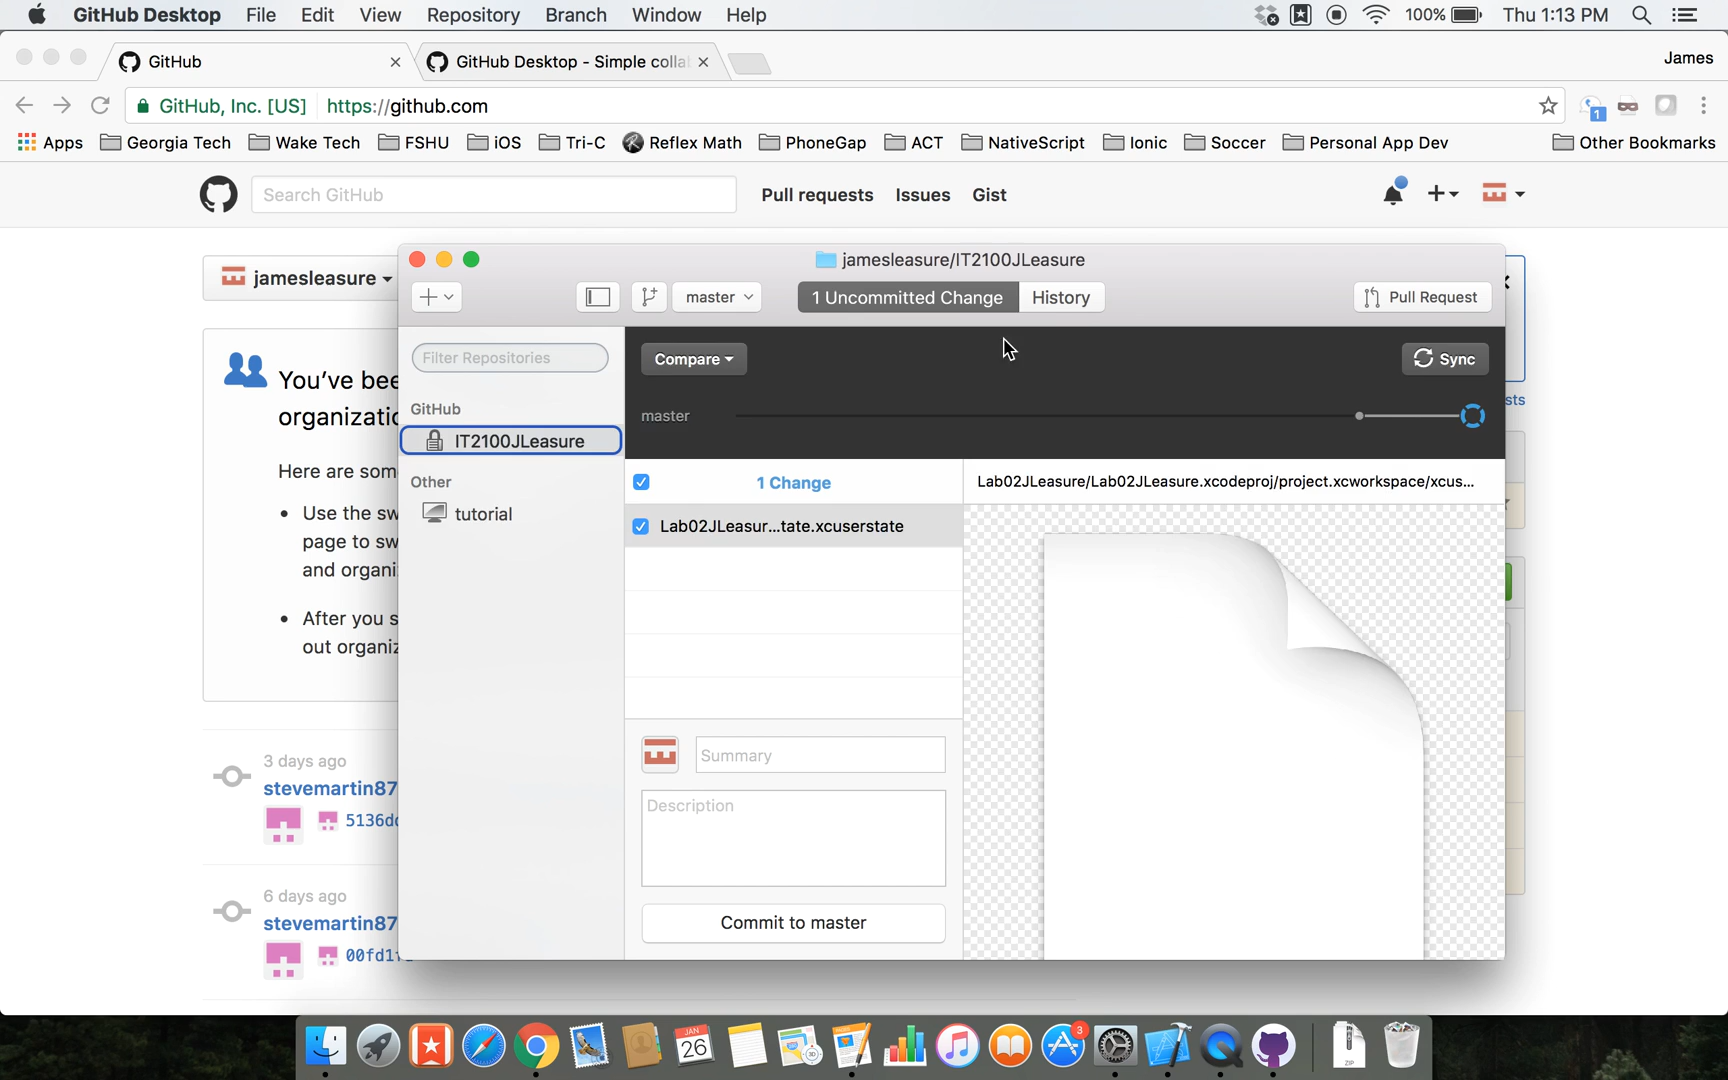 GitHub Desktop File Edit View Repository Branch Window Help 100% Thu 1:13 PM
GitHub GitHub Desktop - Simple colla James
GitHub, Inc. [US] https://github.com 1
Apps Georgia Tech Wake Tech FSHU iOS Tri-C Reflex Math PhoneGap ACT NativeScript Ionic Soccer Personal App Dev Other Bookmarks
Search GitHub Pull requests Issues Gist
jamesleasure
jamesleasure/IT2100JLeasure
master 1 Uncommitted Change History Pull Request
Filter Repositories
Compare Sync
master
GitHub
IT2100JLeasure
Other
tutorial
1 Change
Lab02JLeasur...tate.xcuserstate
Lab02JLeasure/Lab02JLeasure.xcodeproj/project.xcworkspace/xcus...
Summary
Description
Commit to master
You've bee
organizatio
Here are som
Use the sw
page to sw
and organi
After you s
out organiz
3 days ago
stevemartin87
5136d
6 days ago
stevemartin87
00fd1
sts
JAN
26
3
ZIP